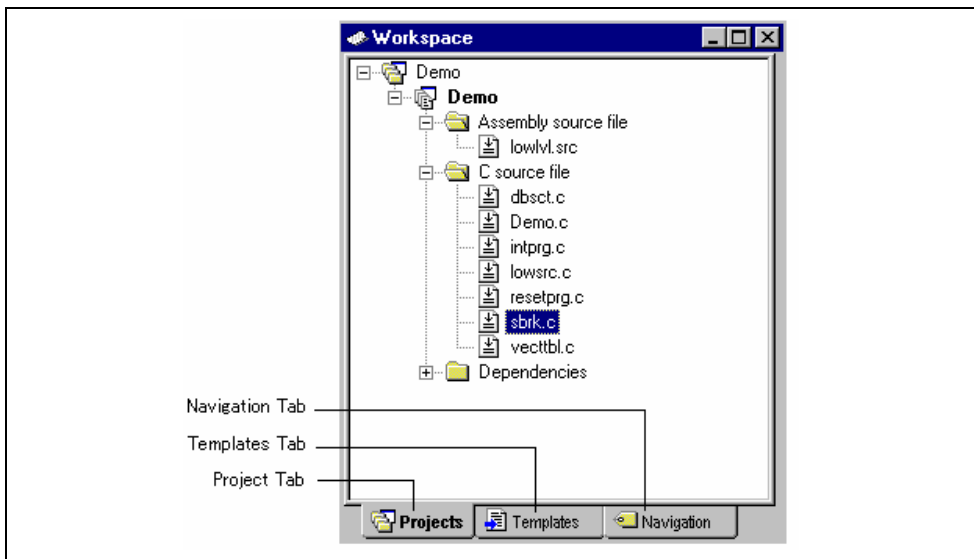 Workspace
Demo
Demo
Assembly source file
lowlvl.src
C source file
dbsct.c
Demo.c
intprg.c
lowsrc.c
resetprg.c
sbrk.c
vecttbl.c
Dependencies
Navigation Tab
Templates Tab
Project Tab
Projects Templates Navigation